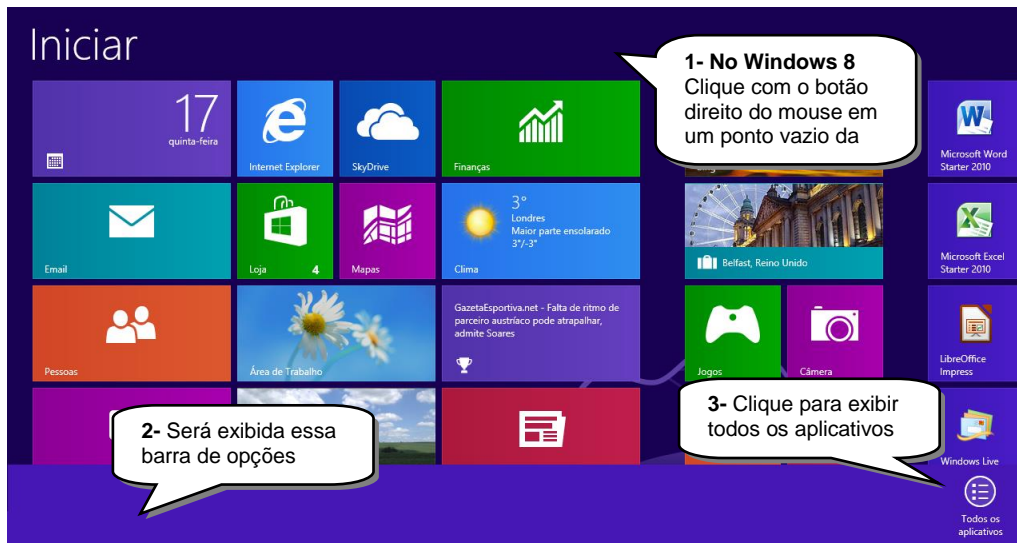 Iniciar
1- No Windows 8
Clique com o botão
direito do mouse em
um ponto vazio da
17
quinta-feira
Internet Explorer
SkyDrive
Finanças
Microsoft Word
Starter 2010
Email
Loja
4
Mapas
3°
Londres
Maior parte ensolarado
3°/-3°
Clima
Belfast, Reino Unido
Microsoft Excel
Starter 2010
Pessoas
Área de Trabalho
GazetaEsportiva.net - Falta de ritmo de
parceiro austríaco pode atrapalhar,
admite Soares
Jogos
Câmera
LibreOffice
Impress
2- Será exibida essa
barra de opções
3- Clique para exibir
todos os aplicativos
Windows Live
Todos os
aplicativos